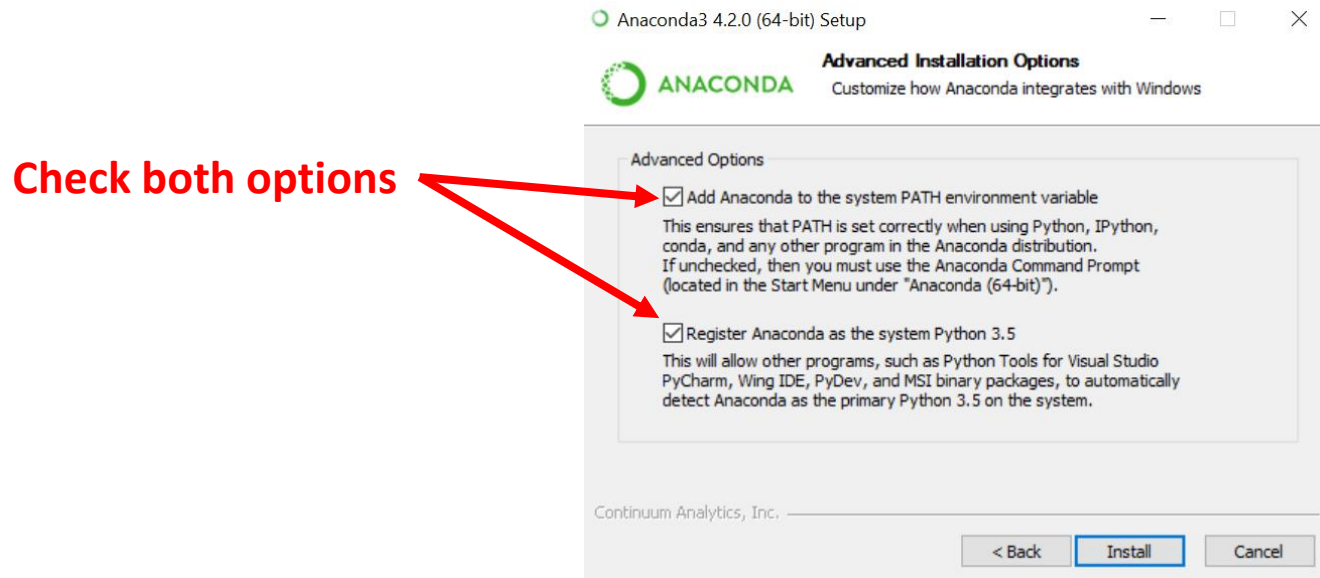 Anaconda3 4.2.0 (64-bit) Setup
ANACONDA
Advanced Installation Options
Customize how Anaconda integrates with Windows
Check both options
Advanced Options
Add Anaconda to the system PATH environment variable
This ensures that PATH is set correctly when using Python, IPython,
conda, and any other program in the Anaconda distribution.
If unchecked, then you must use the Anaconda Command Prompt
(located in the Start Menu under "Anaconda (64-bit)").
Register Anaconda as the system Python 3.5
This will allow other programs, such as Python Tools for Visual Studio
PyCharm, Wing IDE, PyDev, and MSI binary packages, to automatically
detect Anaconda as the primary Python 3.5 on the system.
Continuum Analytics, Inc.
< Back
Install
Cancel